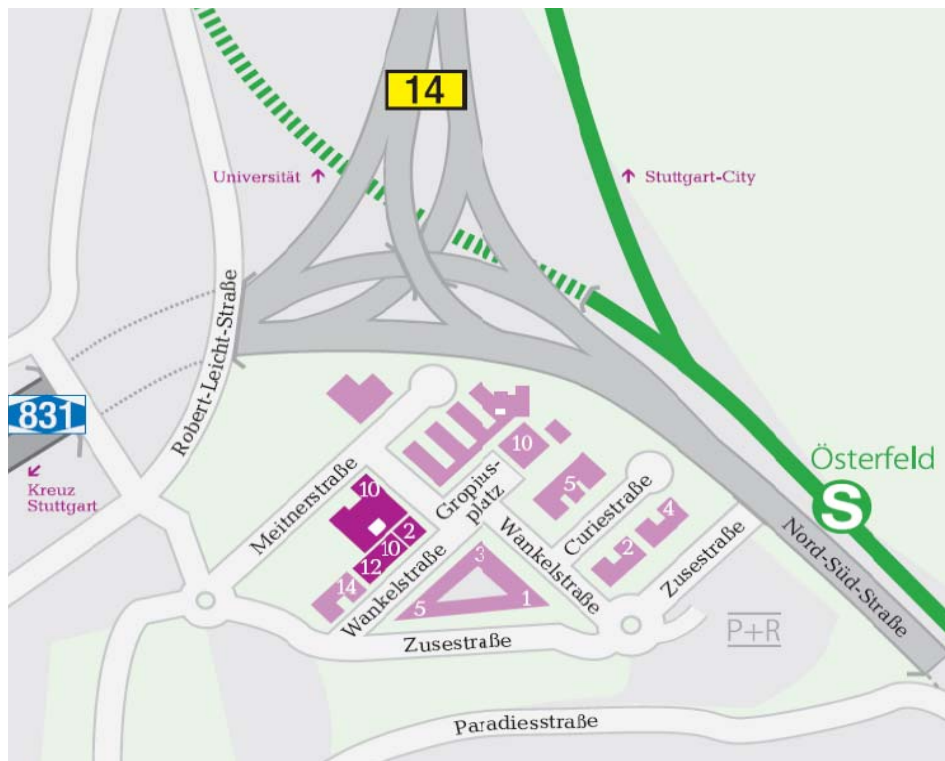 14
Universität ↑
↑ Stuttgart-City
Robert-Leicht-Straße
831
↙
Kreuz
Stuttgart
Österfeld
S
Meitnerstraße
10
Gropius-
platz
10
5
Curiestraße
4
2
10
2
12
14
Wankelstraße
3
5
1
Wankelstraße
Zusestraße
Nord-Süd-Straße
Zusestraße
P+R
Paradiesstraße